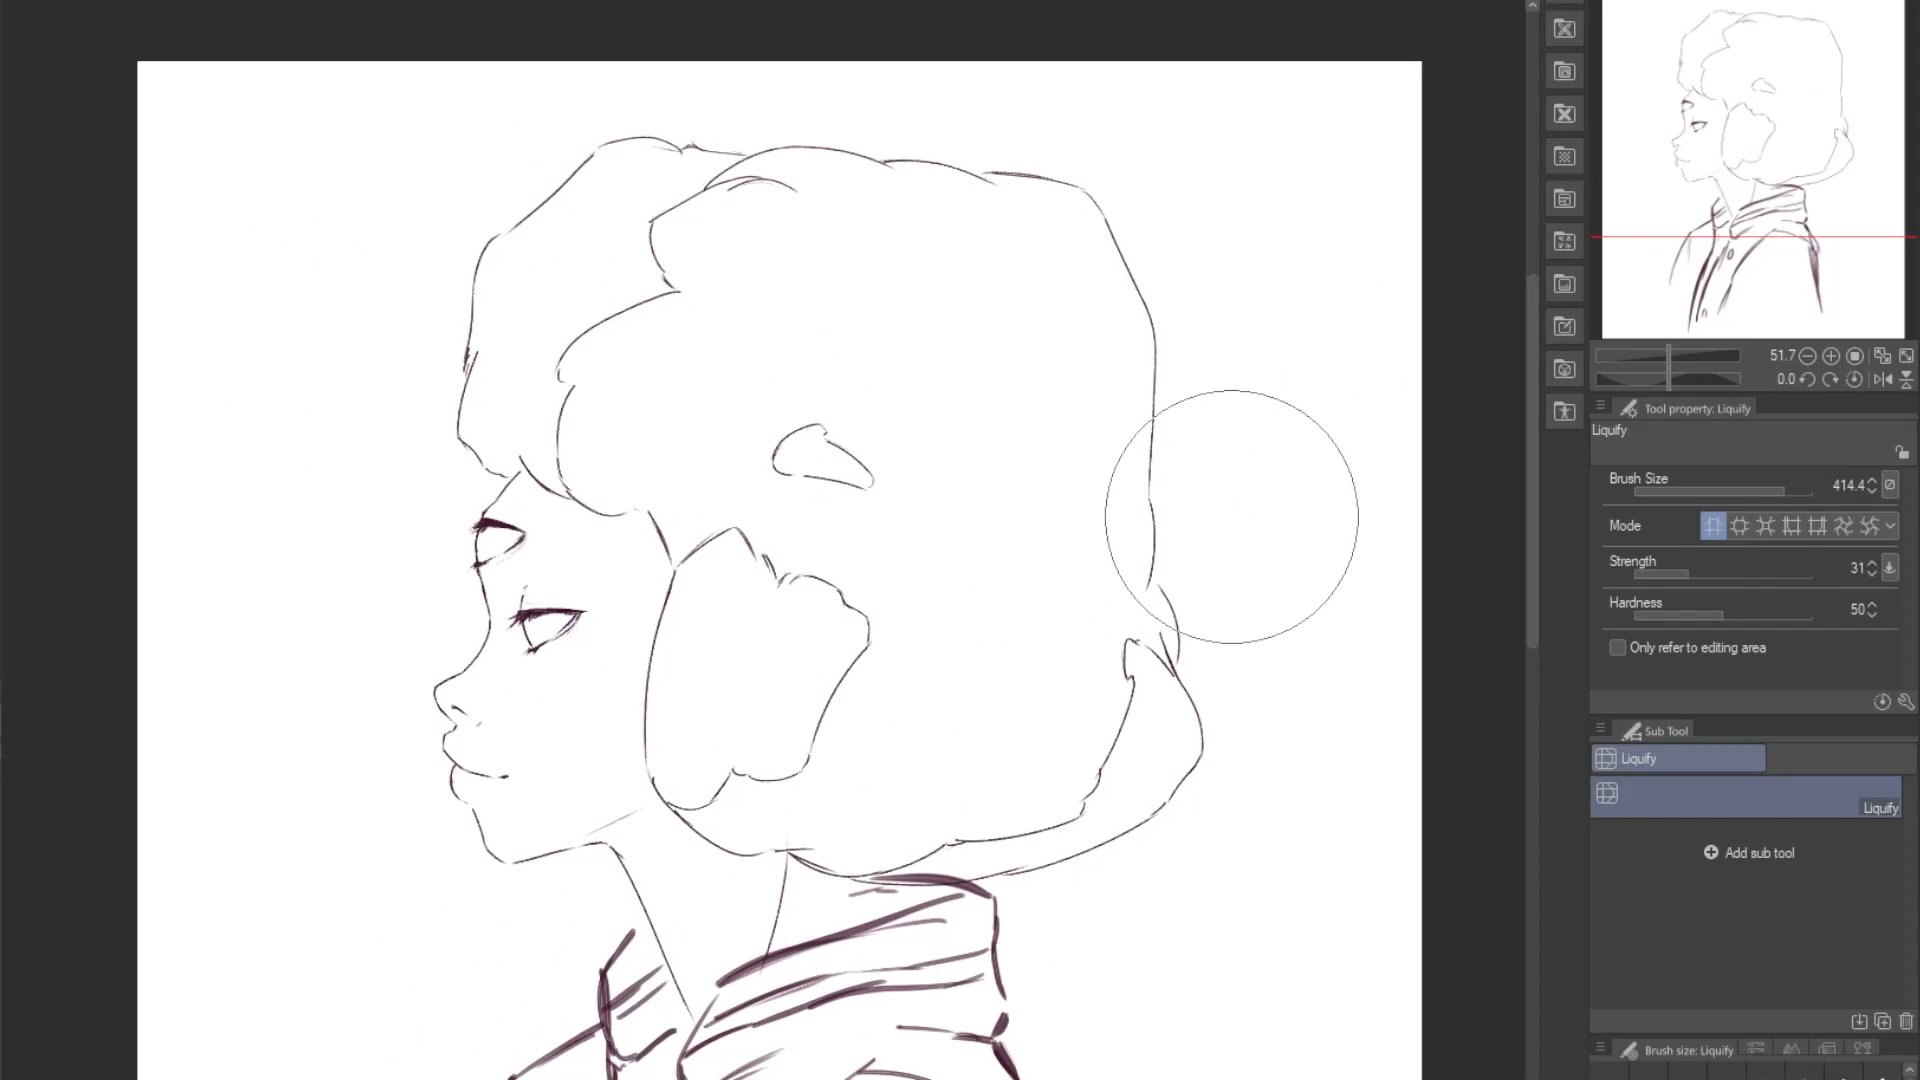 51.7
0.0
Tool property: Liquify
Liquify
Brush Size 414.4
Mode
Strength 31
Hardness 50
Only refer to editing area
Sub Tool
Liquify
Liquify
Add sub tool
Brush size: Liquify